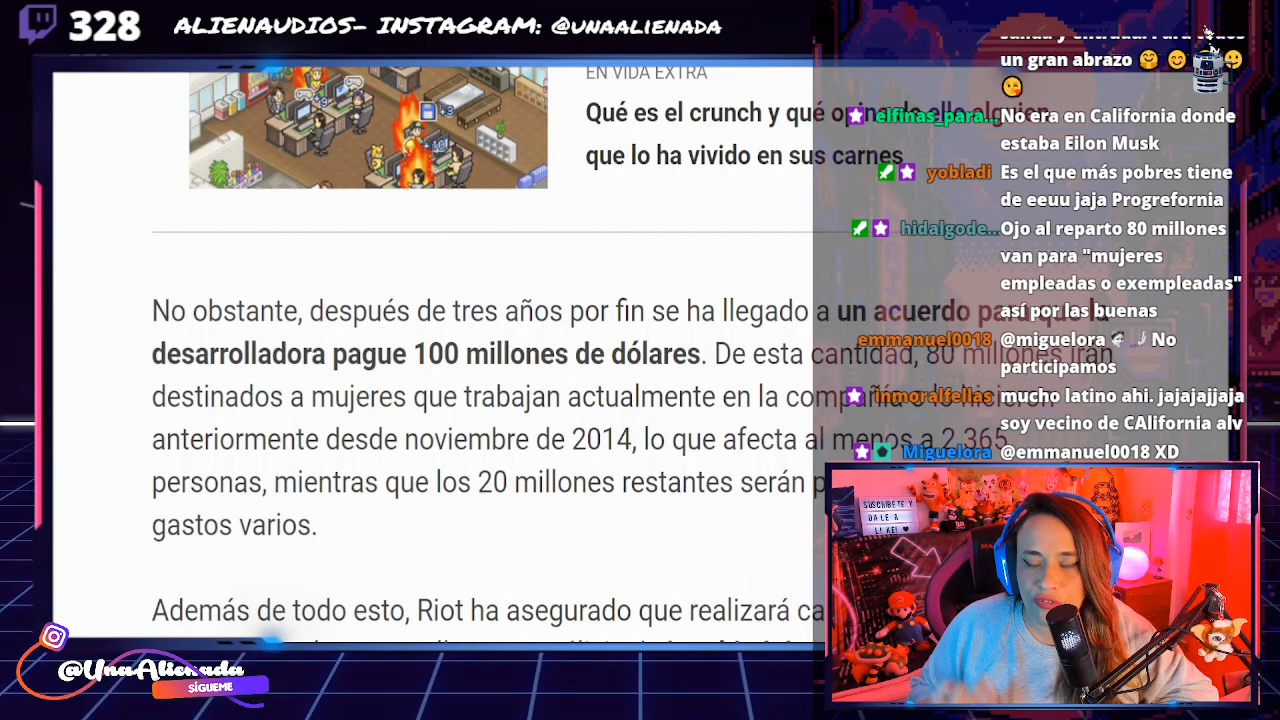 328
ALIENAUDIOS- INSTAGRAM: @UNAALIENADA
EN VIDA EXTRA
Qué es el crunch y qué opina de ello alguien
que lo ha vivido en sus carnes
No obstante, después de tres años por fin se ha llegado a un acuerdo para que la
desarrolladora pague 100 millones de dólares. De esta cantidad, 80 millones irán
destinados a mujeres que trabajan actualmente en la compañía o lo hicieron
anteriormente desde noviembre de 2014, lo que afecta al menos a 2.365
personas, mientras que los 20 millones restantes serán
gastos varios.
Además de todo esto, Riot ha asegurado que realizará
un gran abrazo
elfinas_para... No era en California donde
estaba Eilon Musk
yobladi Es el que más pobres tiene
de eeuu jaja Progrefornia
hidalgode... Ojo al reparto 80 millones
van para "mujeres
empleadas o exempleadas"
así por las buenas
emmanuel0018 @miguelora No
participamos
inmoralfellas mucho latino ahi. jajajajjaja
soy vecino de CAlifornia alv
Miguelora @emmanuel0018 XD
SUSCRIBETE Y
DALE A
LIKE!
@UnaAlienada
SÍGUEME